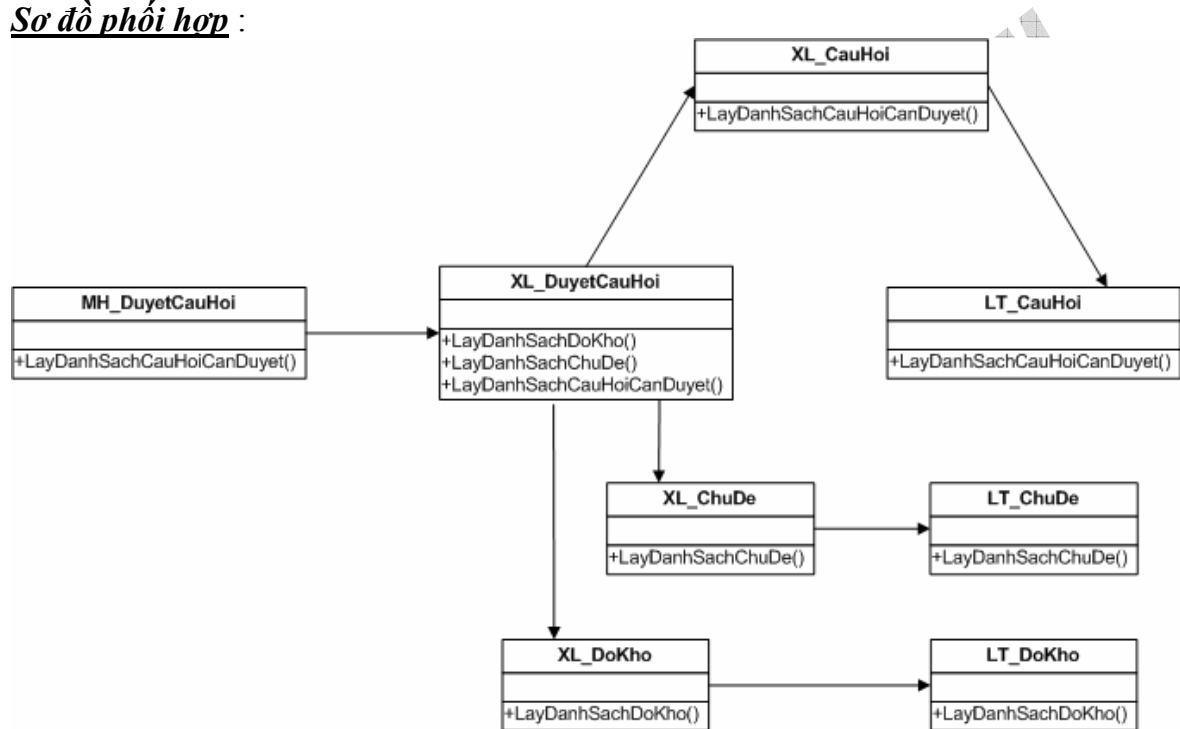 Sơ đồ phối hợp :
XL_CauHoi
+LayDanhSachCauHoiCanDuyet()
XL_DuyetCauHoi
+LayDanhSachDoKho()
+LayDanhSachChuDe()
+LayDanhSachCauHoiCanDuyet()
MH_DuyetCauHoi
+LayDanhSachCauHoiCanDuyet()
LT_CauHoi
+LayDanhSachCauHoiCanDuyet()
XL_ChuDe
+LayDanhSachChuDe()
LT_ChuDe
+LayDanhSachChuDe()
XL_DoKho
+LayDanhSachDoKho()
LT_DoKho
+LayDanhSachDoKho()